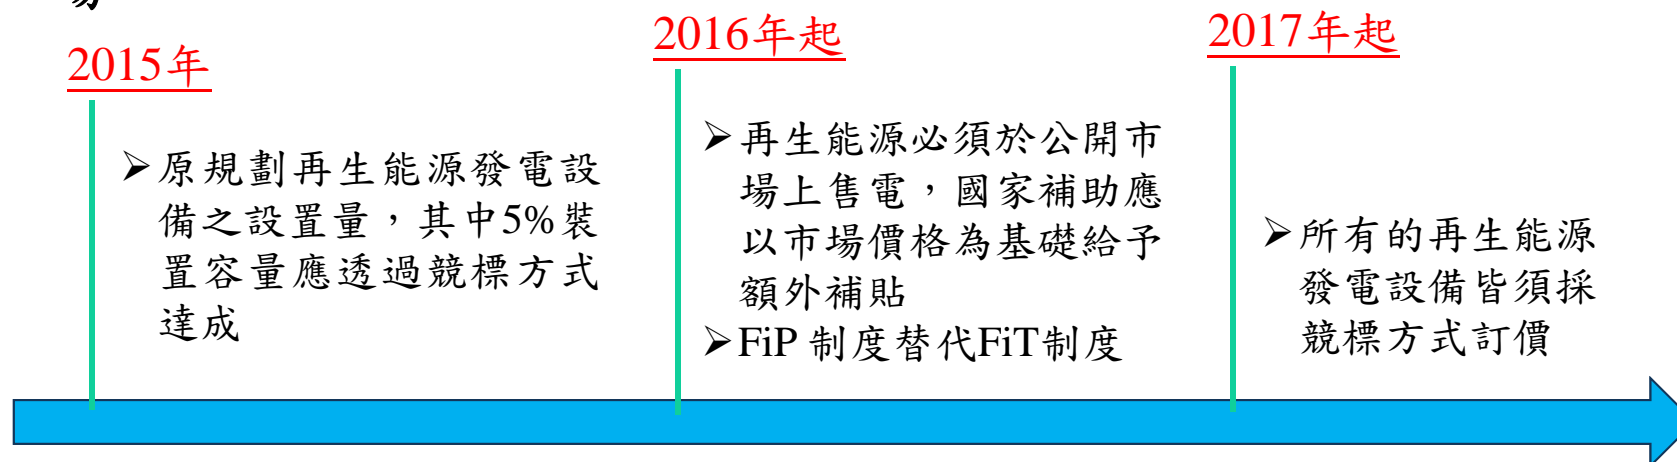 2015年
➢原規劃再生能源發電設
備之設置量,其中5%裝
置容量應透過競標方式
達成
2016年起
➢再生能源必須於公開市
場上售電,國家補助應
以市場價格為基礎給予
額外補貼
➢FiP 制度替代FiT制度
2017年起
➢所有的再生能源
發電設備皆須採
競標方式訂價